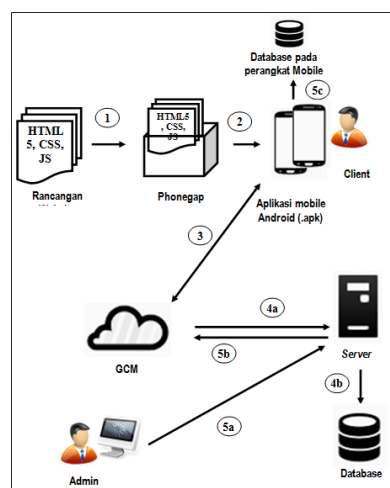 Database pada
perangkat Mobile
5c
HTML
5, CSS,
JS
1
HTML5
, CSS,
JS
2
Rancangan
Phonegap
Aplikasi mobile
Android (.apk)
Client
3
4a
5b
GCM
Server
4b
5a
Admin
Database